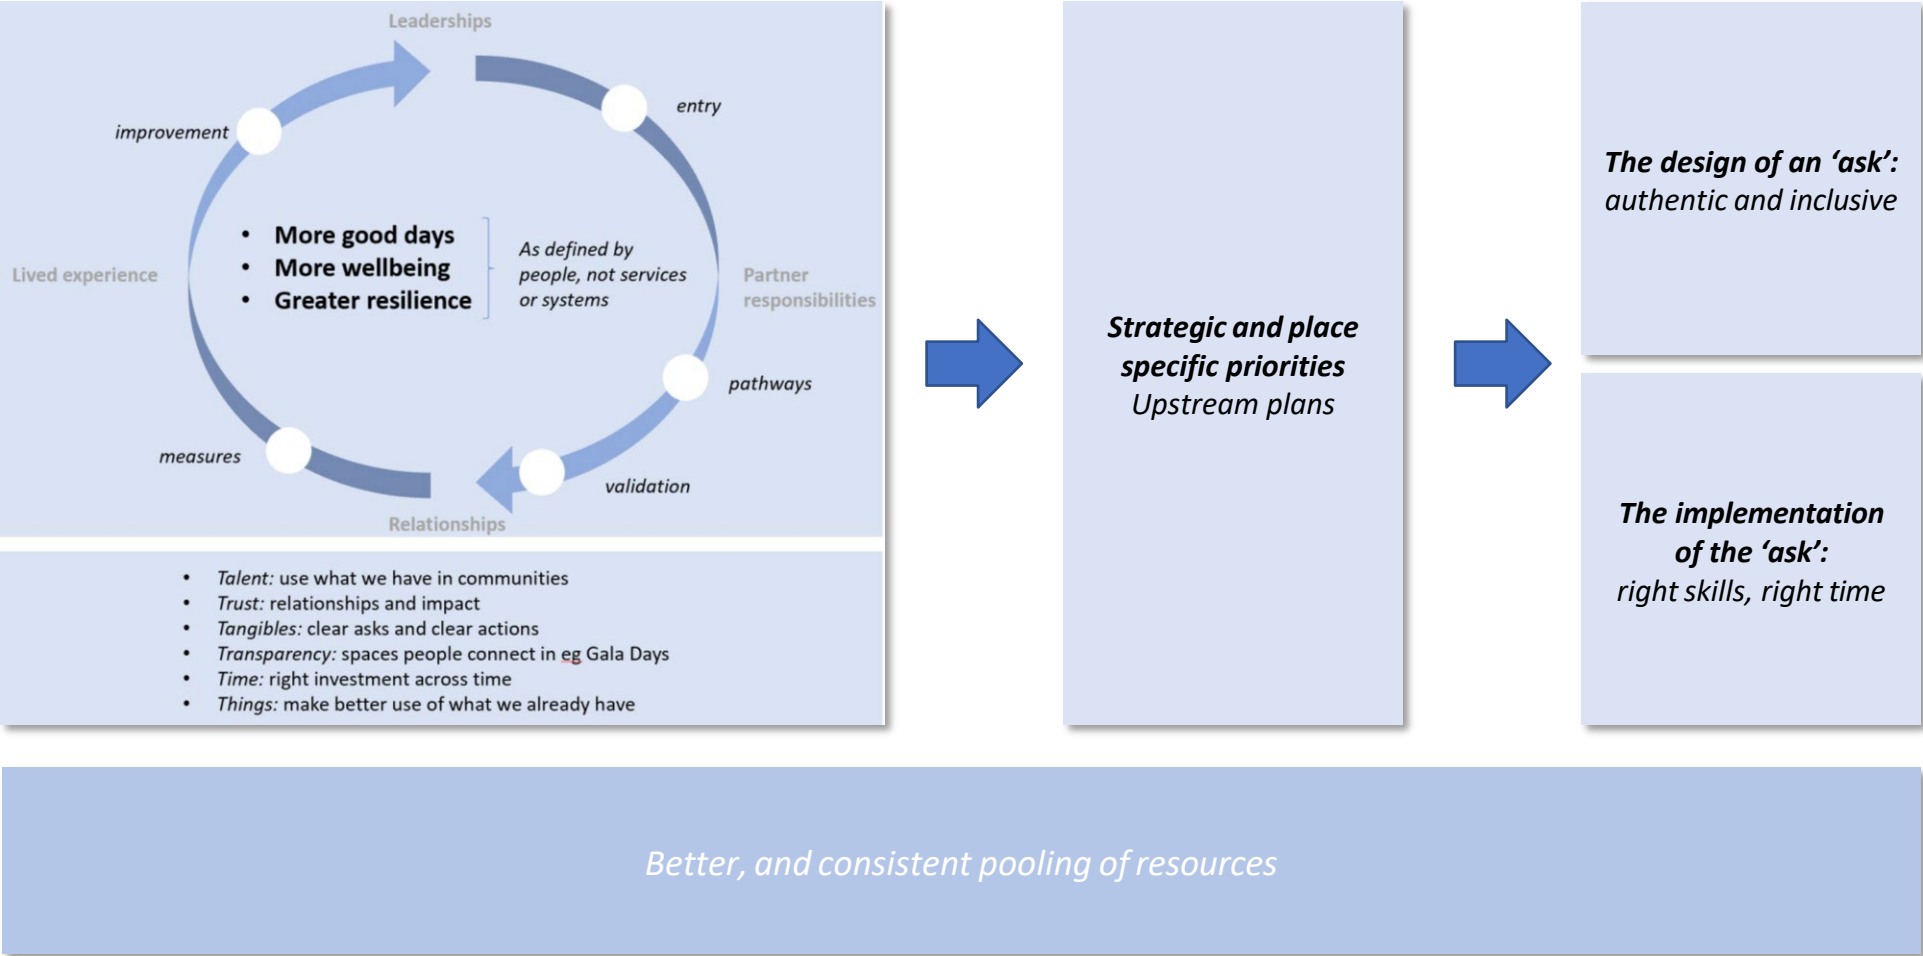 Leaderships
entry
improvement
• More good days
• More wellbeing
• Greater resilience
As defined by
people, not services
or systems
Lived experience
Partner
responsibilities
pathways
measures
validation
Relationships
• Talent: use what we have in communities
• Trust: relationships and impact
• Tangibles: clear asks and clear actions
• Transparency: spaces people connect in eg Gala Days
• Time: right investment across time
• Things: make better use of what we already have
Strategic and place
specific priorities
Upstream plans
The design of an ‘ask’:
authentic and inclusive
The implementation
of the ‘ask’:
right skills, right time
Better, and consistent pooling of resources